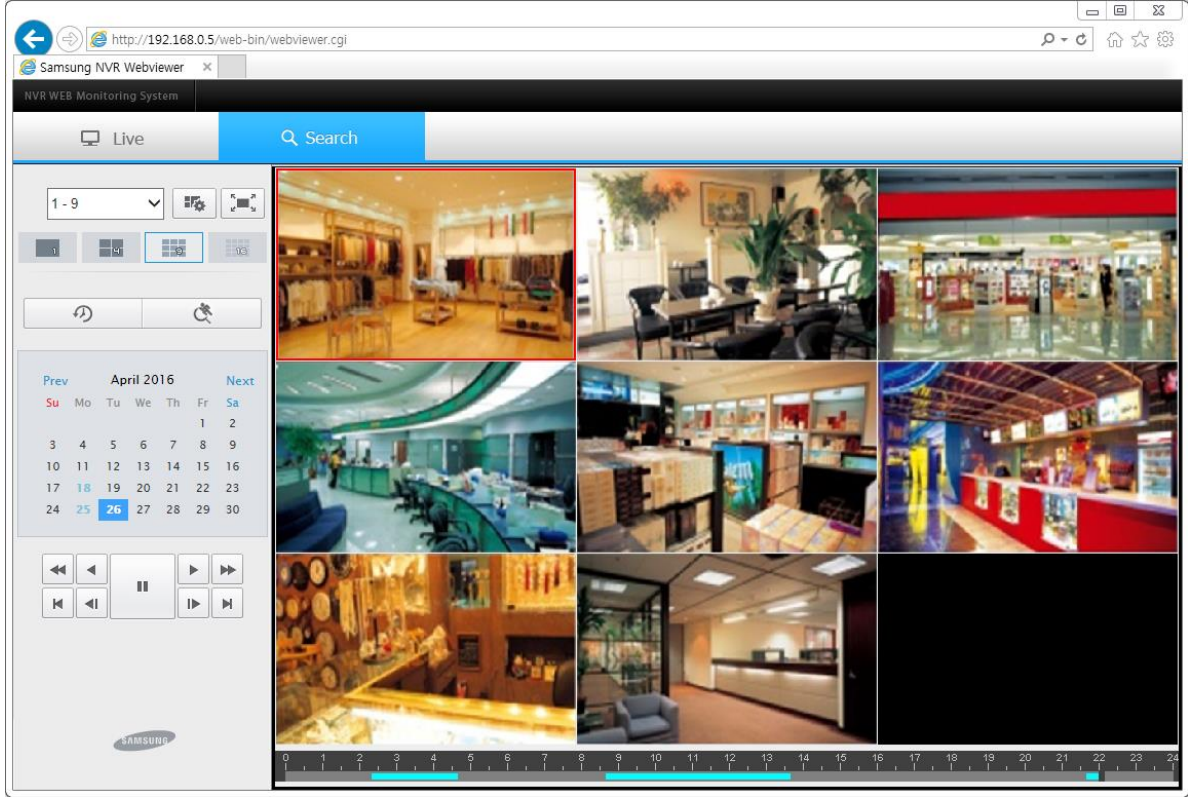 http://192.168.0.5/web-bin/webviewer.cgi
Samsung NVR Webviewer
NVR WEB Monitoring System
Live
Search
1 - 9
1 4 9 16
Prev April 2016 Next
Su Mo Tu We Th Fr Sa
1 2
3 4 5 6 7 8 9
10 11 12 13 14 15 16
17 18 19 20 21 22 23
24 25 26 27 28 29 30
SAMSUNG
0 1 2 3 4 5 6 7 8 9 10 11 12 13 14 15 16 17 18 19 20 21 22 23 24